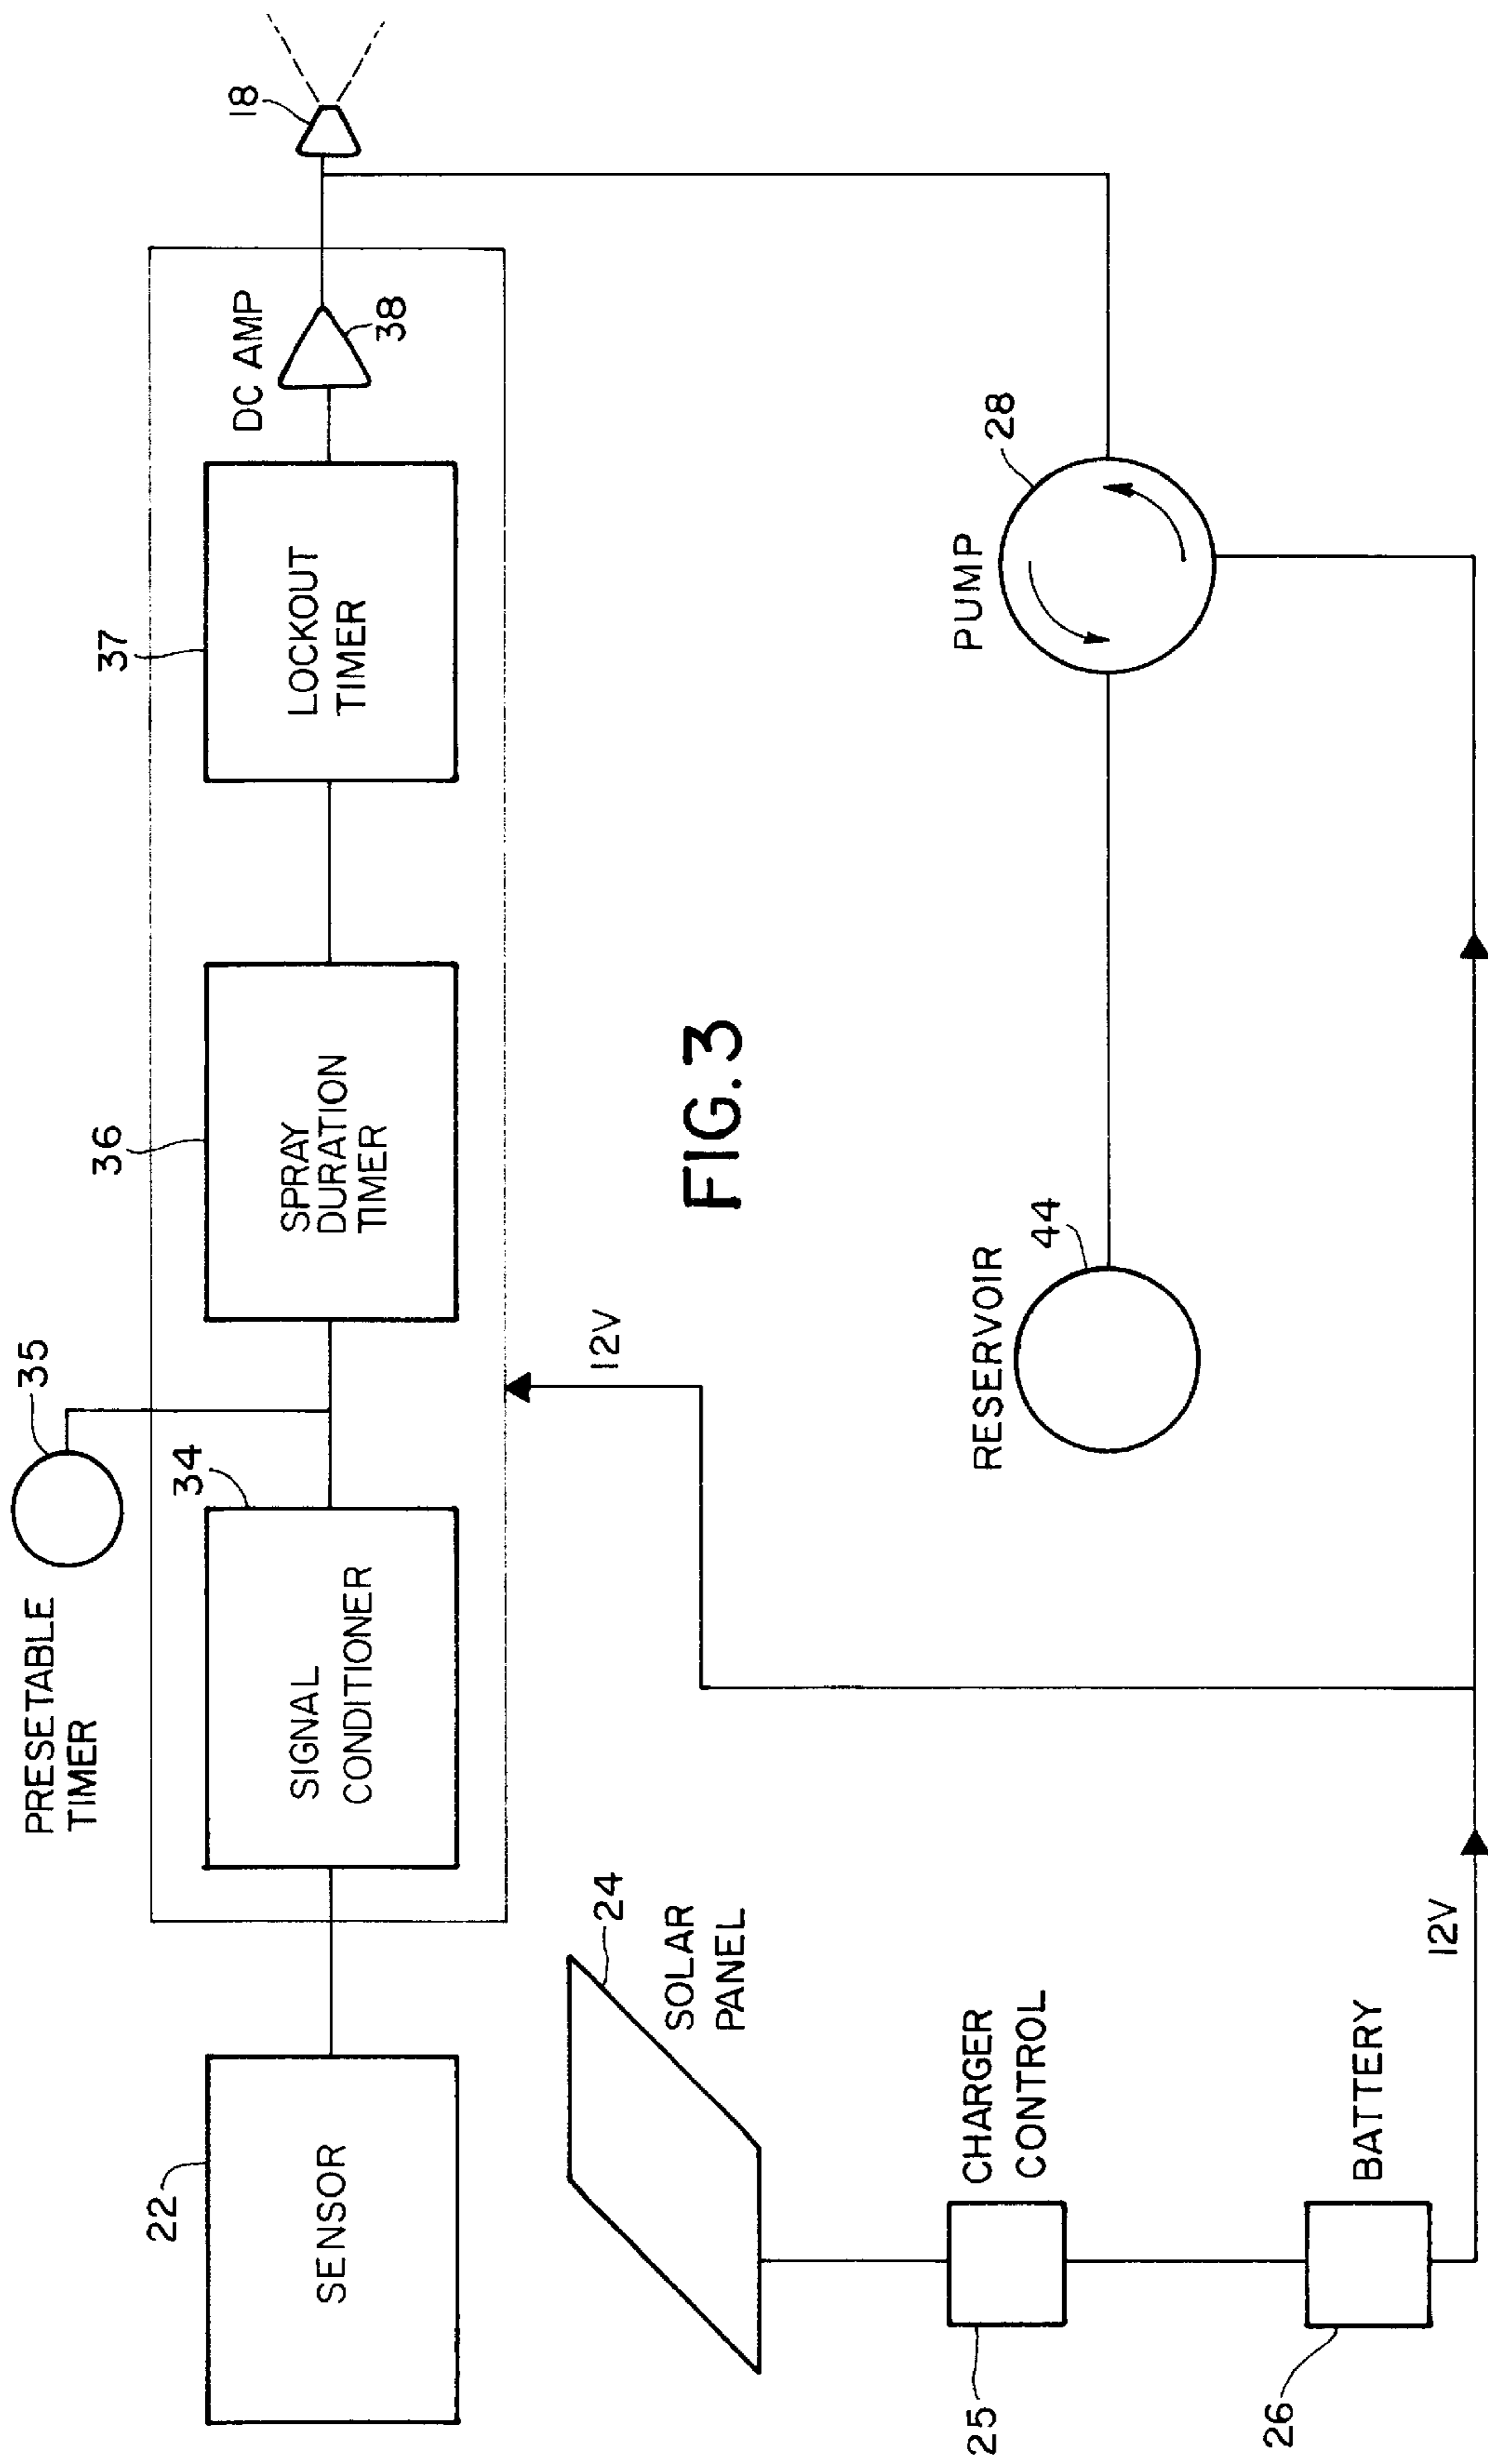 PRESETABLE
TIMER
35
22
SENSOR
34
SIGNAL
CONDITIONER
36
SPRAY
DURATION
TIMER
37
LOCKOUT
TIMER
DC AMP
38
18
12V
24
SOLAR
PANEL
FIG.3
25
CHARGER
CONTROL
RESERVOIR
44
PUMP
28
26
BATTERY
12V